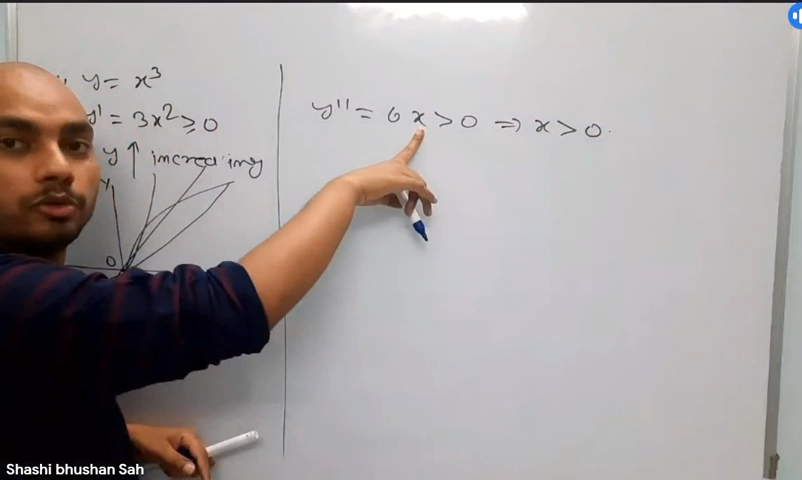 y = x³
y' = 3x² ≥ 0
y ↑ increasing
y
0
y'' = 6x > 0 ⇒ x > 0.
Shashi bhushan Sah